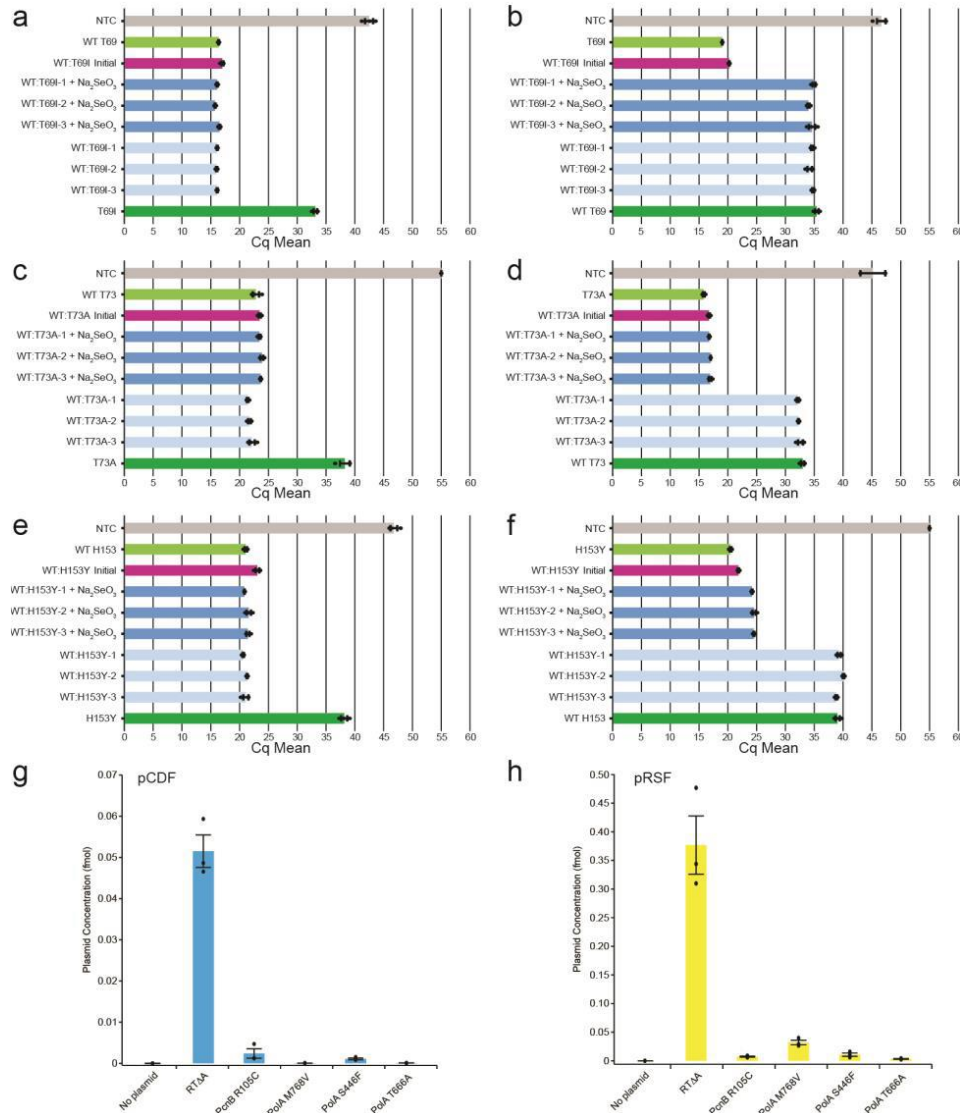 a
NTC
WT T69
WT:T69I Initial
WT:T69I-1 + Na₂SeO₃
WT:T69I-2 + Na₂SeO₃
WT:T69I-3 + Na₂SeO₃
WT:T69I-1
WT:T69I-2
WT:T69I-3
T69I
0 5 10 15 20 25 30 35 40 45 50 55 60
Cq Mean
b
NTC
T69I
WT:T69I Initial
WT:T69I-1 + Na₂SeO₃
WT:T69I-2 + Na₂SeO₃
WT:T69I-3 + Na₂SeO₃
WT:T69I-1
WT:T69I-2
WT:T69I-3
WT T69
0 5 10 15 20 25 30 35 40 45 50 55 60
Cq Mean
c
NTC
WT T73
WT:T73A Initial
WT:T73A-1 + Na₂SeO₃
WT:T73A-2 + Na₂SeO₃
WT:T73A-3 + Na₂SeO₃
WT:T73A-1
WT:T73A-2
WT:T73A-3
T73A
0 5 10 15 20 25 30 35 40 45 50 55 60
Cq Mean
d
NTC
T73A
WT:T73A Initial
WT:T73A-1 + Na₂SeO₃
WT:T73A-2 + Na₂SeO₃
WT:T73A-3 + Na₂SeO₃
WT:T73A-1
WT:T73A-2
WT:T73A-3
WT T73
0 5 10 15 20 25 30 35 40 45 50 55 60
Cq Mean
e
NTC
WT H153
WT:H153Y Initial
WT:H153Y-1 + Na₂SeO₃
WT:H153Y-2 + Na₂SeO₃
WT:H153Y-3 + Na₂SeO₃
WT:H153Y-1
WT:H153Y-2
WT:H153Y-3
H153Y
0 5 10 15 20 25 30 35 40 45 50 55 60
Cq Mean
f
NTC
H153Y
WT:H153Y Initial
WT:H153Y-1 + Na₂SeO₃
WT:H153Y-2 + Na₂SeO₃
WT:H153Y-3 + Na₂SeO₃
WT:H153Y-1
WT:H153Y-2
WT:H153Y-3
WT H153
0 5 10 15 20 25 30 35 40 45 50 55 60
Cq Mean
g
pCDF
Plasmid Concentration (fmol)
0.07
0.06
0.05
0.04
0.03
0.02
0.01
0
No plasmid
RTΔA
PcnB R105C
PolA M768V
PolA S446F
PolA T666A
h
pRSF
Plasmid Concentration (fmol)
0.50
0.45
0.40
0.35
0.30
0.25
0.20
0.15
0.10
0.05
0
No plasmid
RTΔA
PcnB R105C
PolA M768V
PolA S446F
PolA T666A